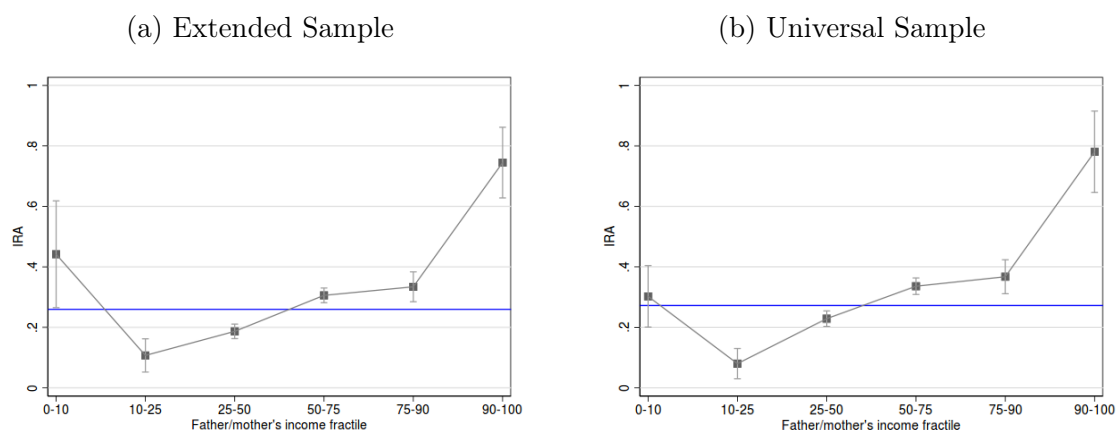 (a) Extended Sample
1
.8
.6
.4
.2
0
IRA
0-10 10-25 25-50 50-75 75-90 90-100
Father/mother's income fractile
(b) Universal Sample
1
.8
.6
.4
.2
0
IRA
0-10 10-25 25-50 50-75 75-90 90-100
Father/mother's income fractile